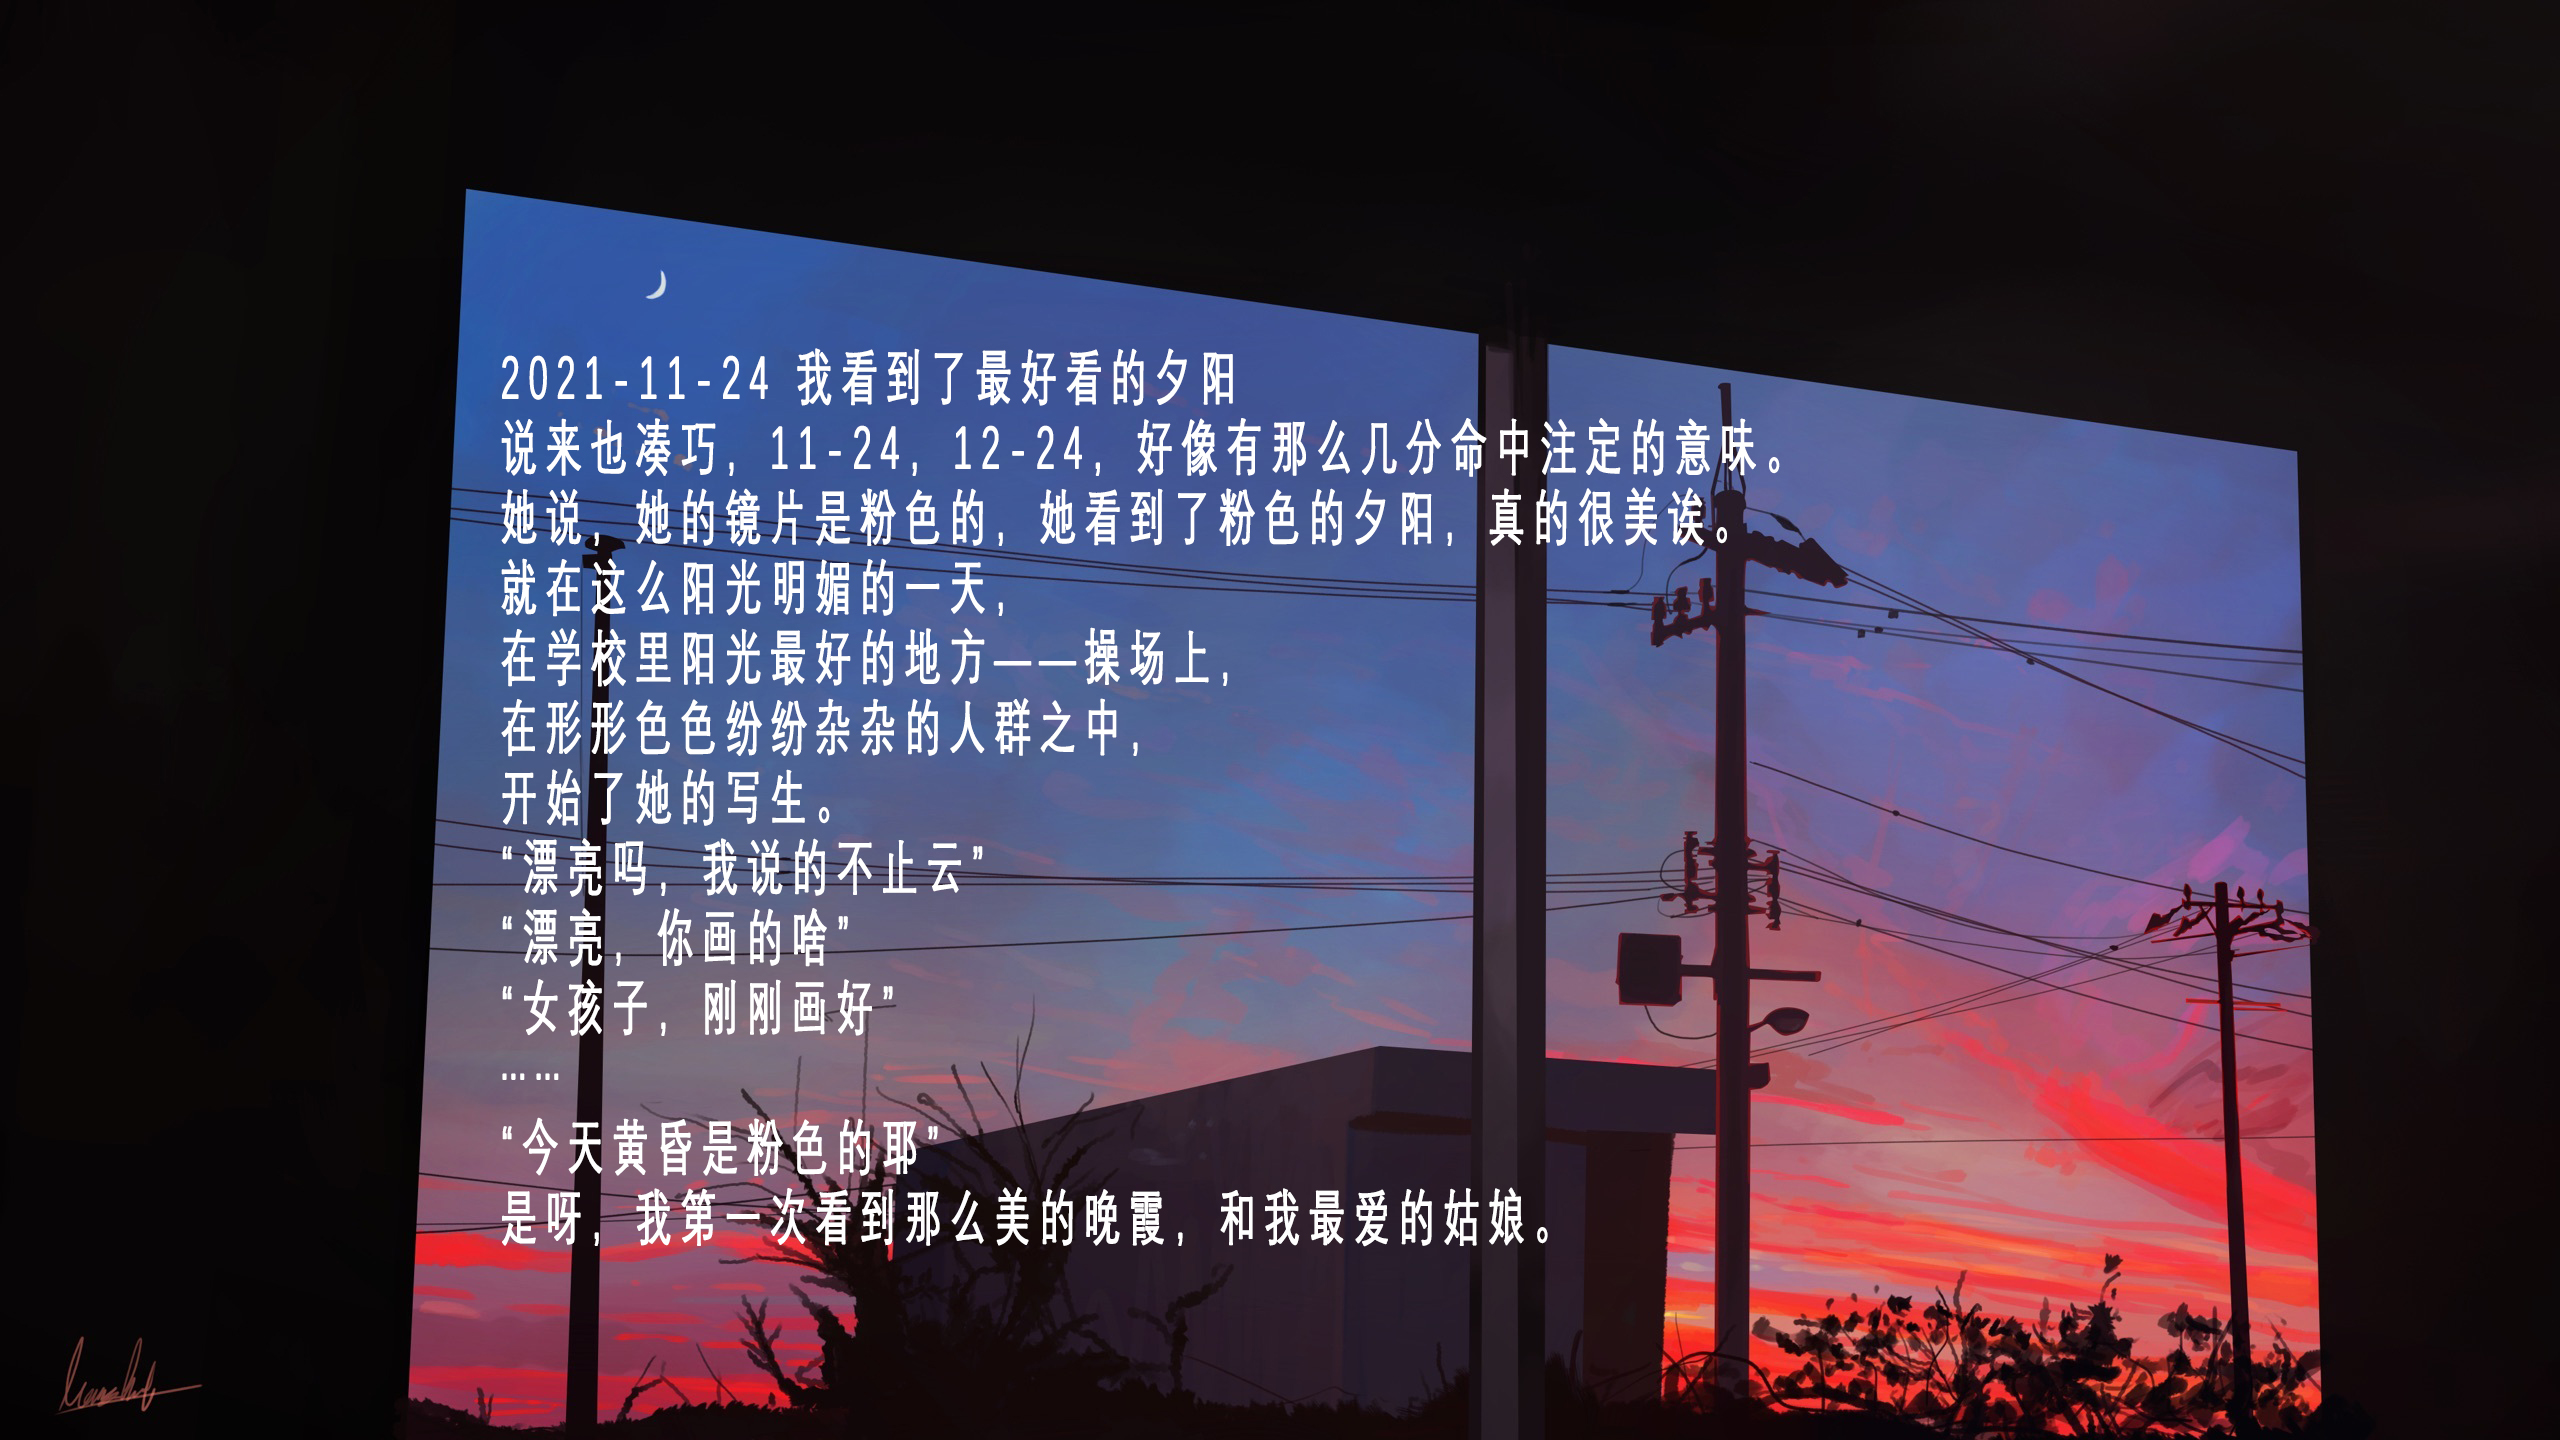 2021-11-24 我看到了最好看的夕阳
说来也凑巧，11-24，12-24，好像有那么几分命中注定的意味。
她说，她的镜片是粉色的，她看到了粉色的夕阳，真的很美诶。
就在这么阳光明媚的一天，
在学校里阳光最好的地方——操场上，
在形形色色纷纷杂杂的人群之中，
开始了她的写生。
“漂亮吗，我说的不止云”
“漂亮，你画的啥”
“女孩子，刚刚画好”
……
“今天黄昏是粉色的耶”
是呀，我第一次看到那么美的晚霞，和我最爱的姑娘。